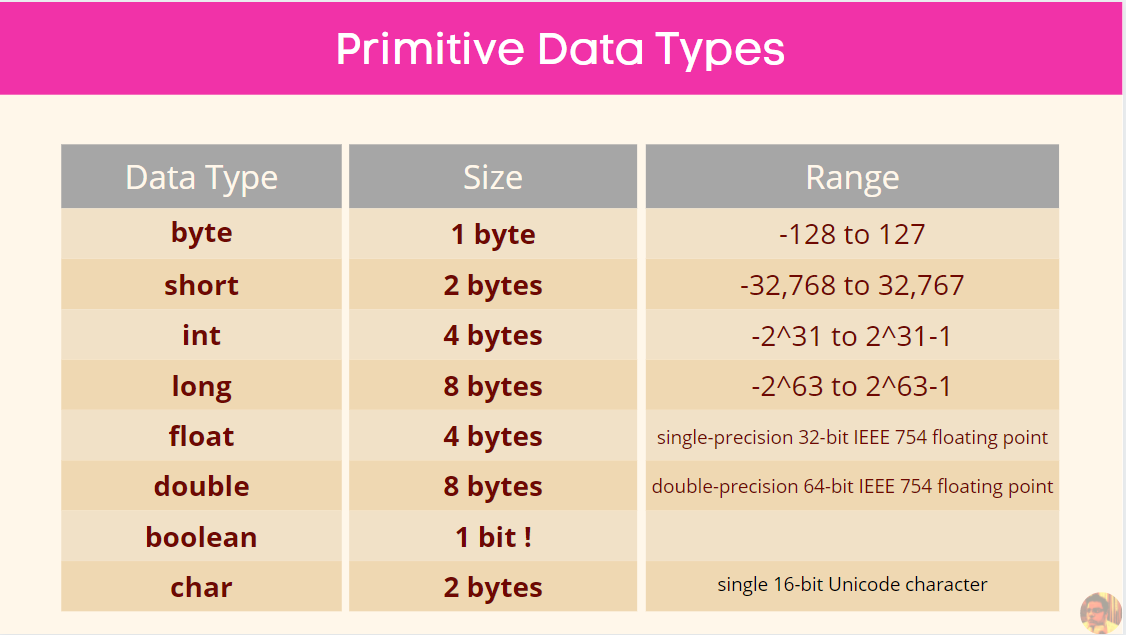 Primitive Data Types
Data Type Size Range
byte 1 byte -128 to 127
short 2 bytes -32,768 to 32,767
int 4 bytes -2^31 to 2^31-1
long 8 bytes -2^63 to 2^63-1
float 4 bytes single-precision 32-bit IEEE 754 floating point
double 8 bytes double-precision 64-bit IEEE 754 floating point
boolean 1 bit !
char 2 bytes single 16-bit Unicode character